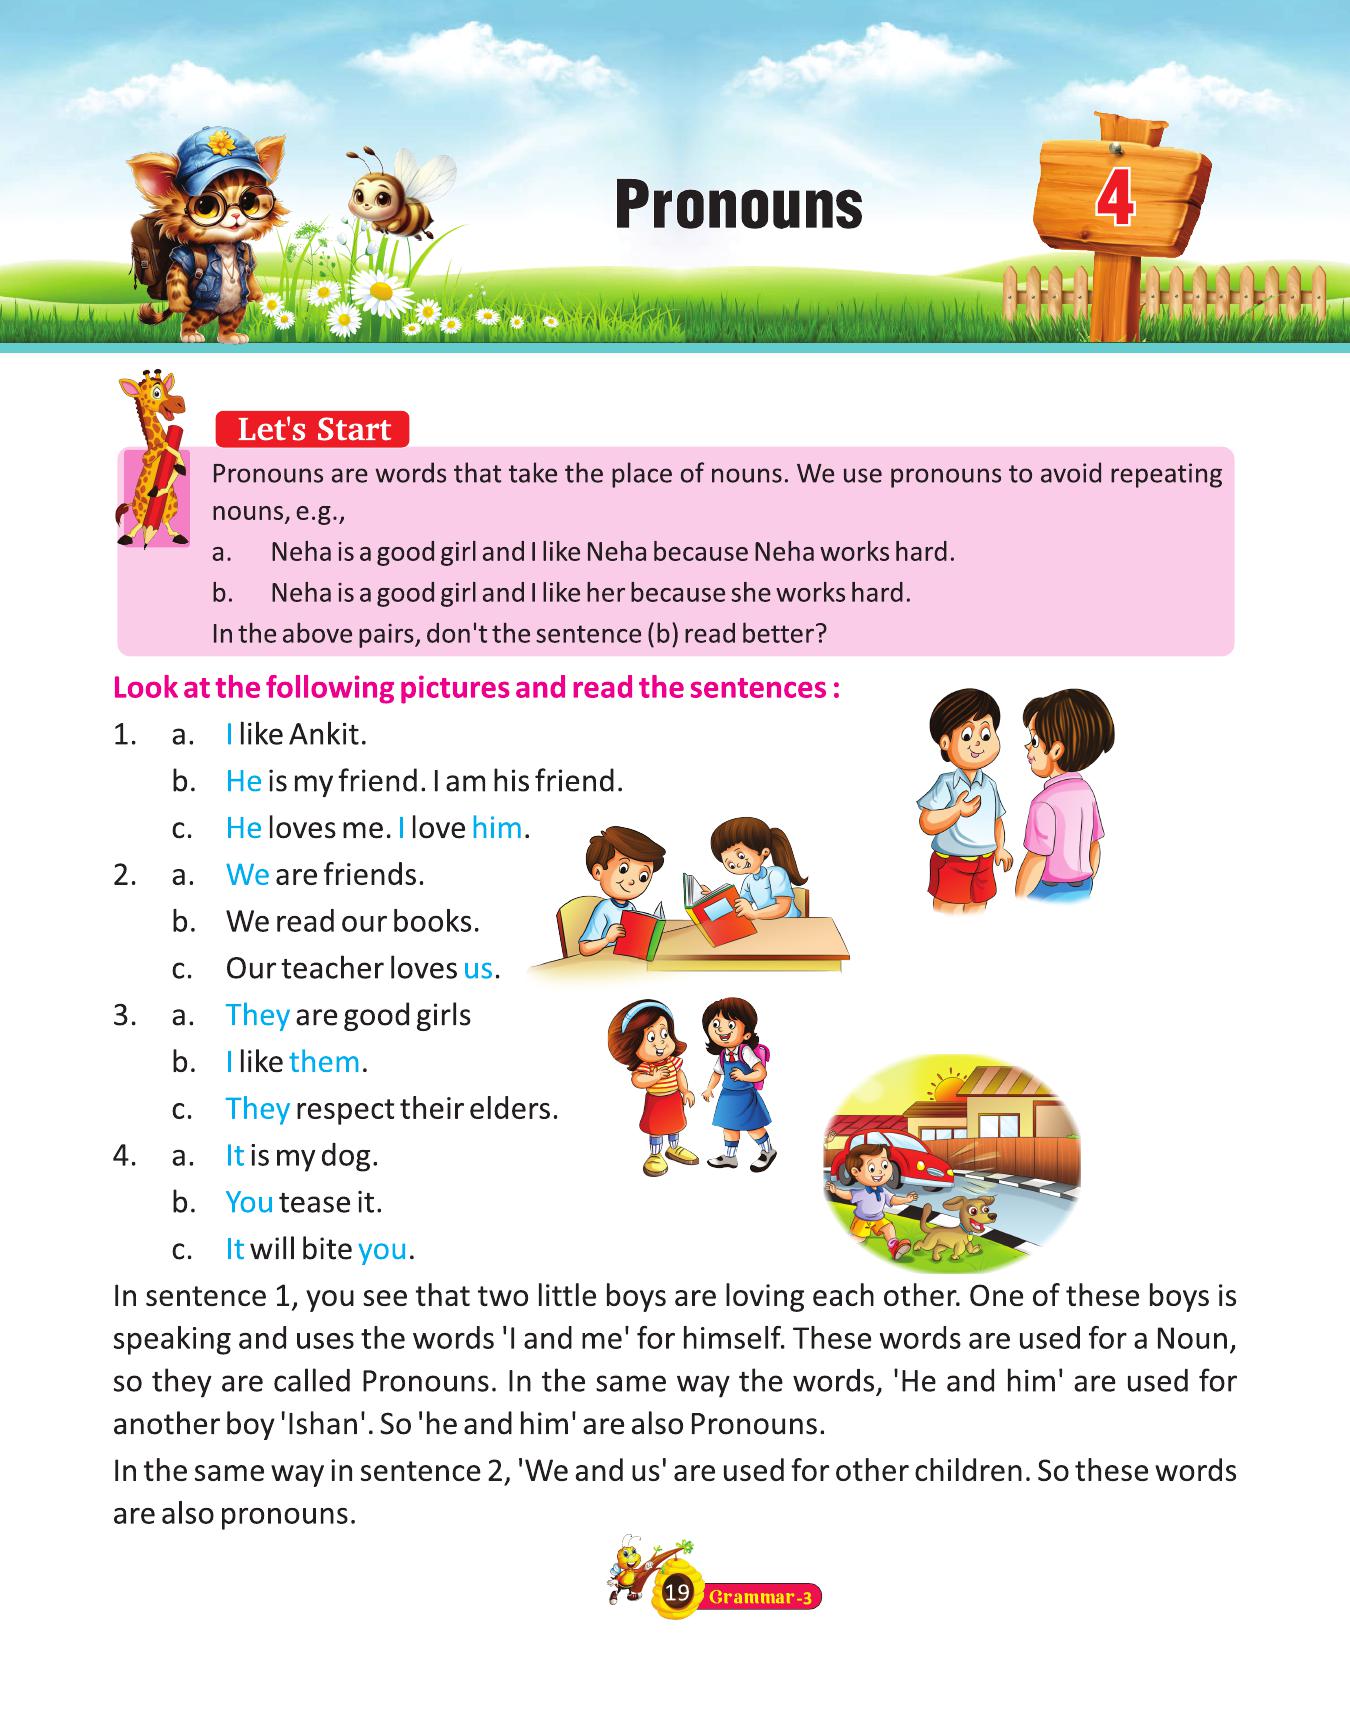 Pronouns
4
Let's Start
Pronouns are words that take the place of nouns. We use pronouns to avoid repeating
nouns, e.g.,
a. Neha is a good girl and I like Neha because Neha works hard.
b. Neha is a good girl and I like her because she works hard.
In the above pairs, don't the sentence (b) read better?
Look at the following pictures and read the sentences :
1. a. I like Ankit.
b. He is my friend. I am his friend.
c. He loves me. I love him.
2. a. We are friends.
b. We read our books.
c. Our teacher loves us.
3. a. They are good girls
b. I like them.
c. They respect their elders.
4. a. It is my dog.
b. You tease it.
c. It will bite you.
In sentence 1, you see that two little boys are loving each other. One of these boys is
speaking and uses the words 'I and me' for himself. These words are used for a Noun,
so they are called Pronouns. In the same way the words, 'He and him' are used for
another boy 'Ishan'. So 'he and him' are also Pronouns.
In the same way in sentence 2, 'We and us' are used for other children. So these words
are also pronouns.
19 Grammar-3